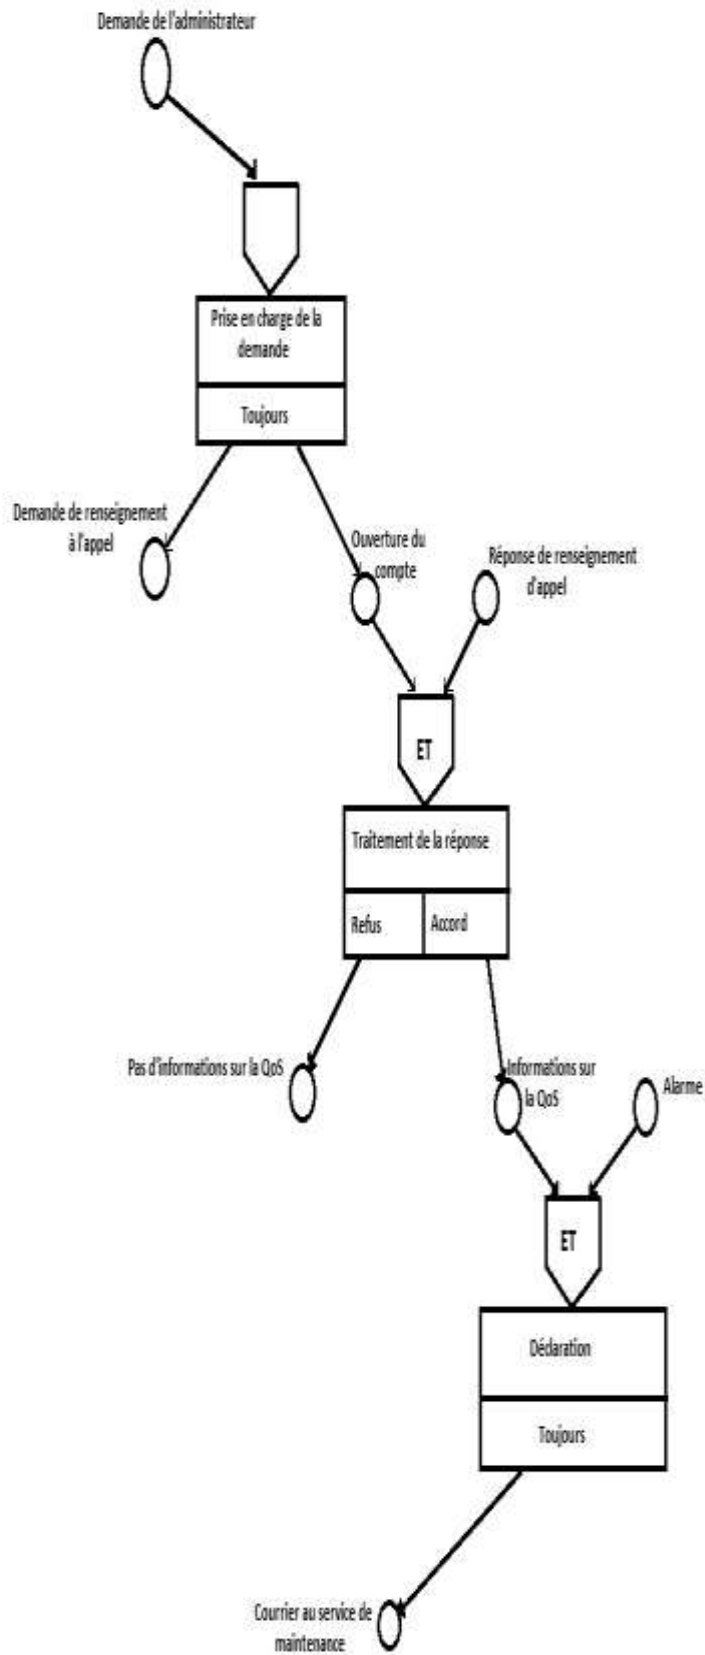 Demande de l'administrateur
Prise en charge de la
demande
Toujours
Demande de renseignement
à l'appel
Ouverture du
compte
Réponse de renseignement
d'appel
ET
Traitement de la réponse
Refus
Accord
Pas d'informations sur la QoS
Informations sur
la QoS
Alarme
ET
Déclaration
Toujours
Courrier au service de
maintenance